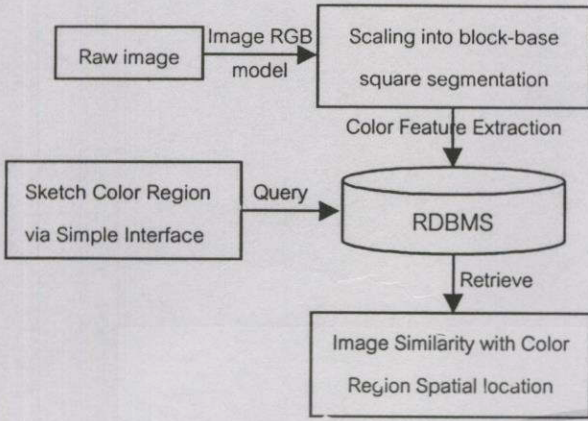 Raw image
Image RGB
model
Scaling into block-base
square segmentation
Color Feature Extraction
Sketch Color Region
via Simple Interface
Query
RDBMS
Retrieve
Image Similarity with Color
Region Spatial location